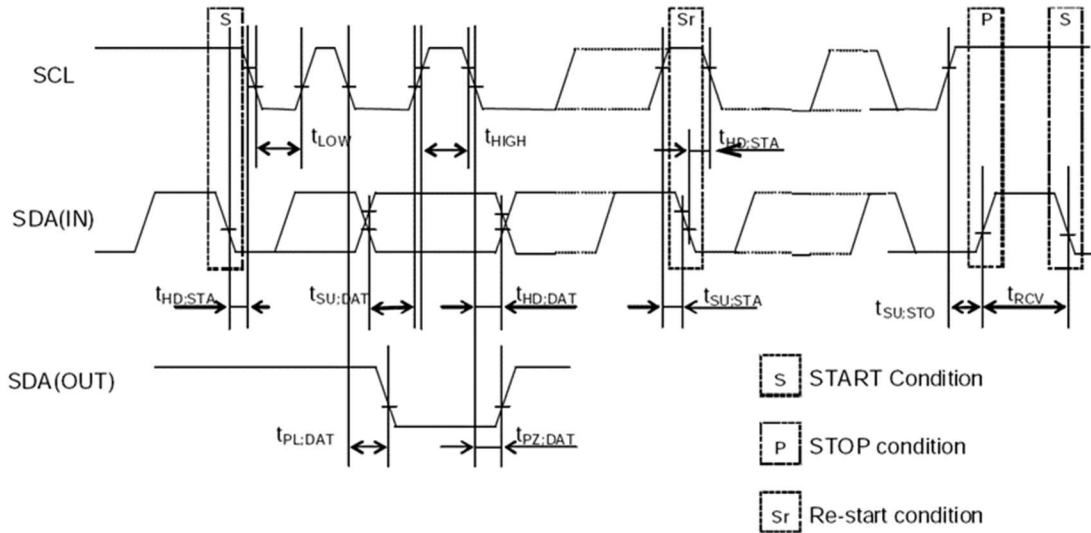 S Sr P S
SCL
tLOW tHIGH tHD;STA
SDA(IN)
tHD;STA tSU;DAT tHD;DAT tSU;STA tSU;STO tRCV
SDA(OUT)
tPL;DAT tPZ;DAT
S START Condition
P STOP condition
Sr Re-start condition